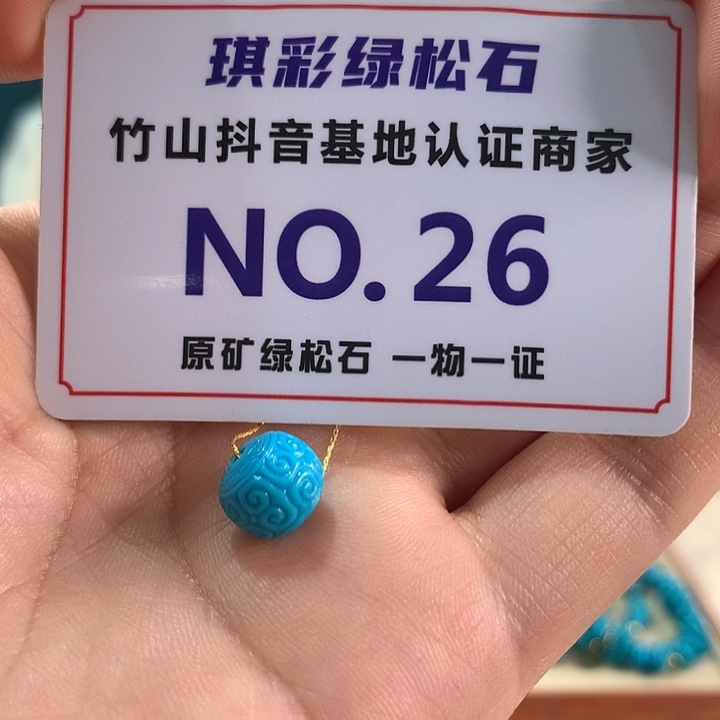 琪彩绿松石
竹山抖音基地认证商家
NO.26
原矿绿松石 一物一证